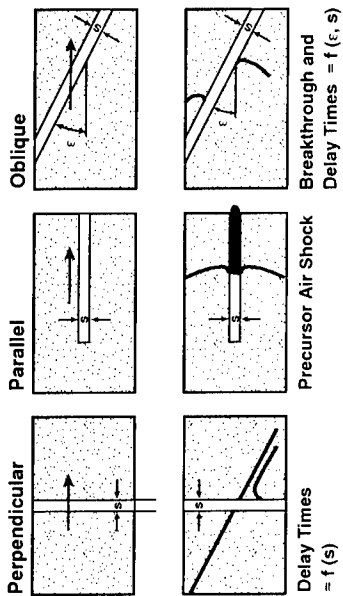 Perpendicular
Parallel
Oblique
s
s
ε
s
s
s
ε
s
Delay Times
= f (s)
Precursor Air Shock
Breakthrough and
Delay Times = f (ε, s)